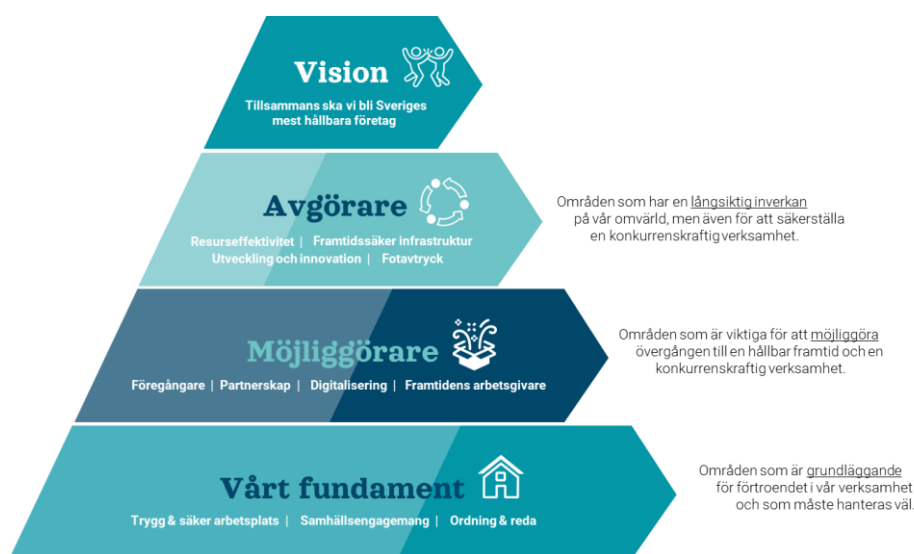 Vision
Tillsammans ska vi bli Sveriges
mest hållbara företag
Avgörare
Resurseffektivitet | Framtidssäker infrastruktur
Utveckling och innovation | Fotavtryck
Områden som har en långsiktig inverkan
på vår omvärld, men även för att säkerställa
en konkurrenskraftig verksamhet.
Möjliggörare
Föregångare | Partnerskap | Digitalisering | Framtidens arbetsgivare
Områden som är viktiga för att möjliggöra
övergången till en hållbar framtid och en
konkurrenskraftig verksamhet.
Vårt fundament
Trygg & säker arbetsplats | Samhällsengagemang | Ordning & reda
Områden som är grundläggande
för förtroendet i vår verksamhet
och som måste hanteras väl.